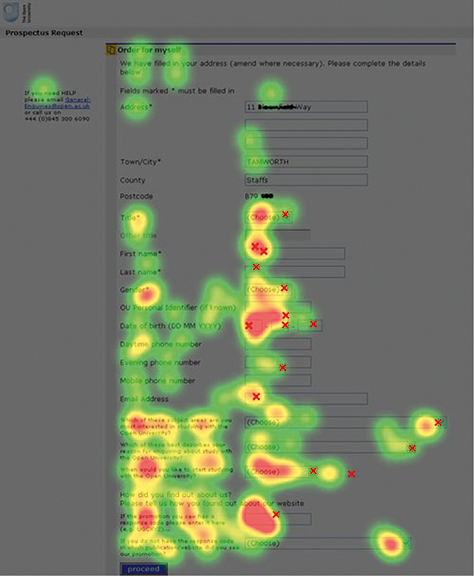 The Open University
Prospectus Request
Order for myself
We have filled in your address (amend where necessary). Please complete the details
below.
If you need HELP
please email General-
Enquiries@open.ac.uk
or call us on
+44 (0)845 300 6090
Fields marked * must be filled in
Address* 11 Way
Town/City* TAMWORTH
County Staffs
Postcode B79
Title* (Choose)
Other title
First name*
Last name*
Gender* (Choose)
OU Personal Identifier (if known)
Date of birth (DD MM YYYY)
Daytime phone number
Evening phone number
Mobile phone number
Email Address
Which of these subject areas are you
most interested in studying with the
Open University? (Choose)
Which of these best describes your
reason for enquiring about study with
the Open University? (Choose)
When would you like to start studying
with the Open University? (Choose)
How did you find out about us?
Please tell us how you found out about our website
If the promotion you saw had a
response code please enter it here
(e.g.
If you do not have the response code
in which publication/website did you see
our promotion? (Choose)
proceed